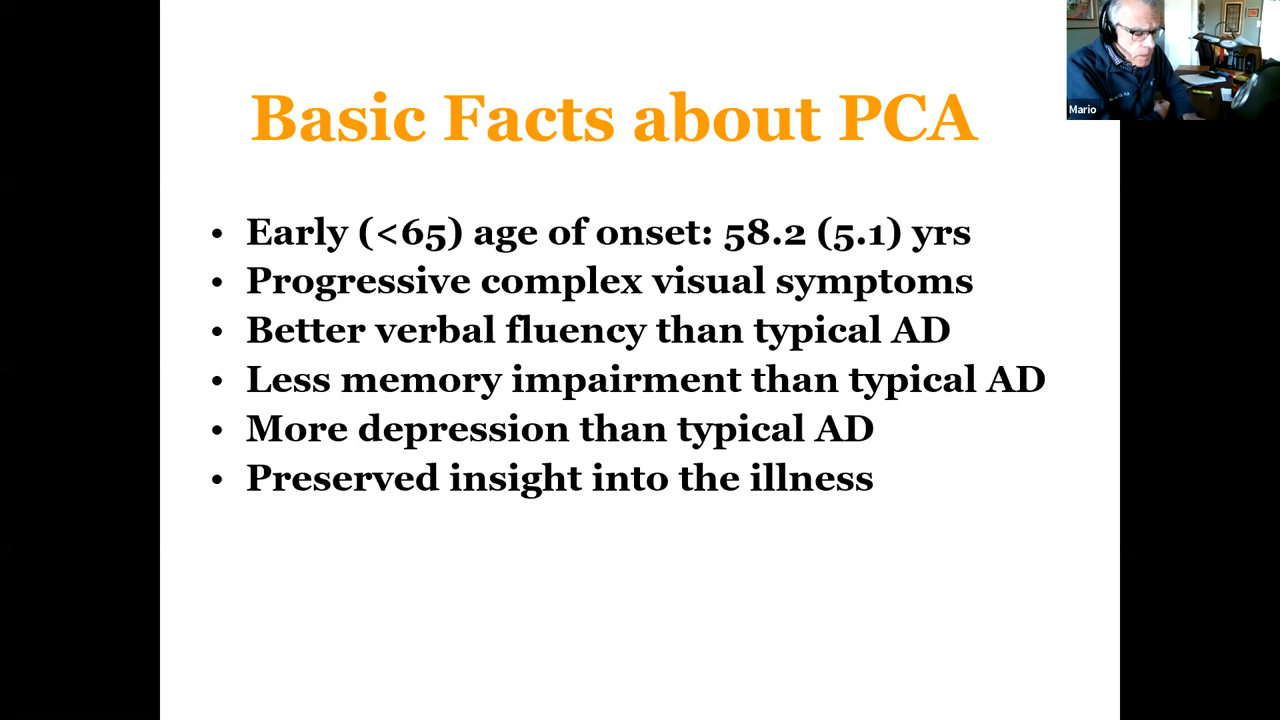 Basic Facts about PCA
• Early (<65) age of onset: 58.2 (5.1) yrs
• Progressive complex visual symptoms
• Better verbal fluency than typical AD
• Less memory impairment than typical AD
• More depression than typical AD
• Preserved insight into the illness
Mario